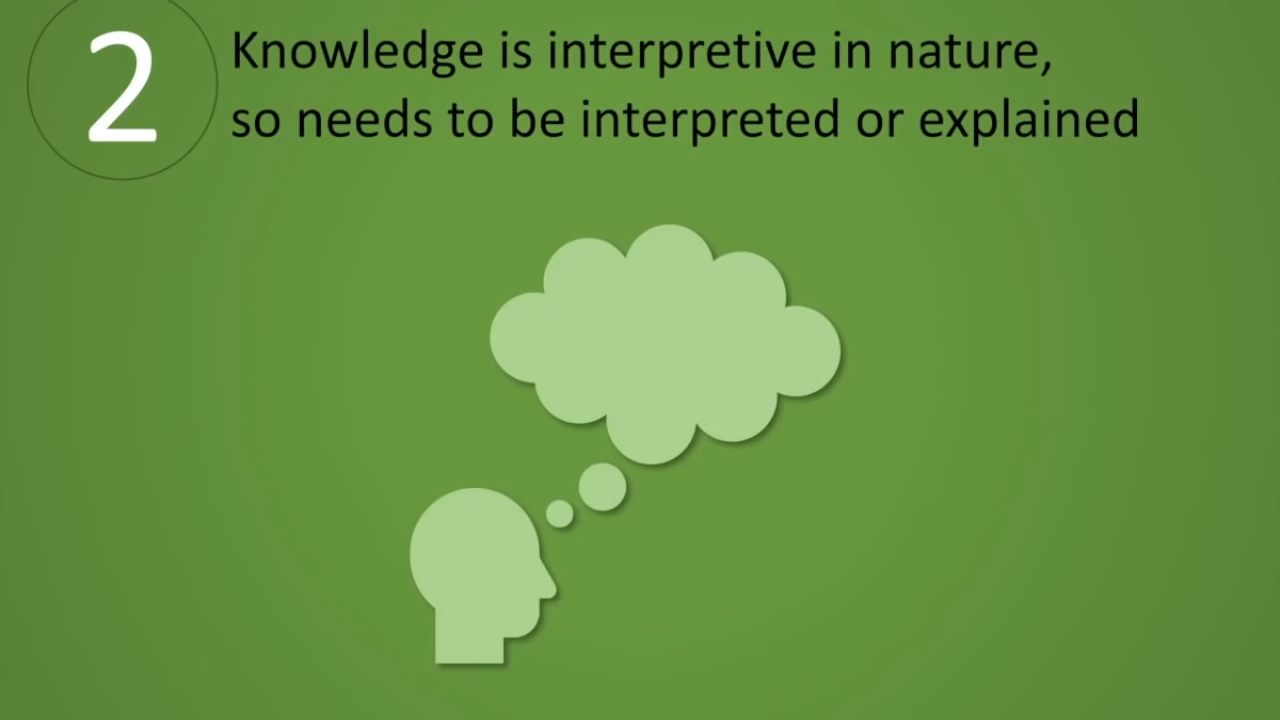 2
Knowledge is interpretive in nature,
so needs to be interpreted or explained